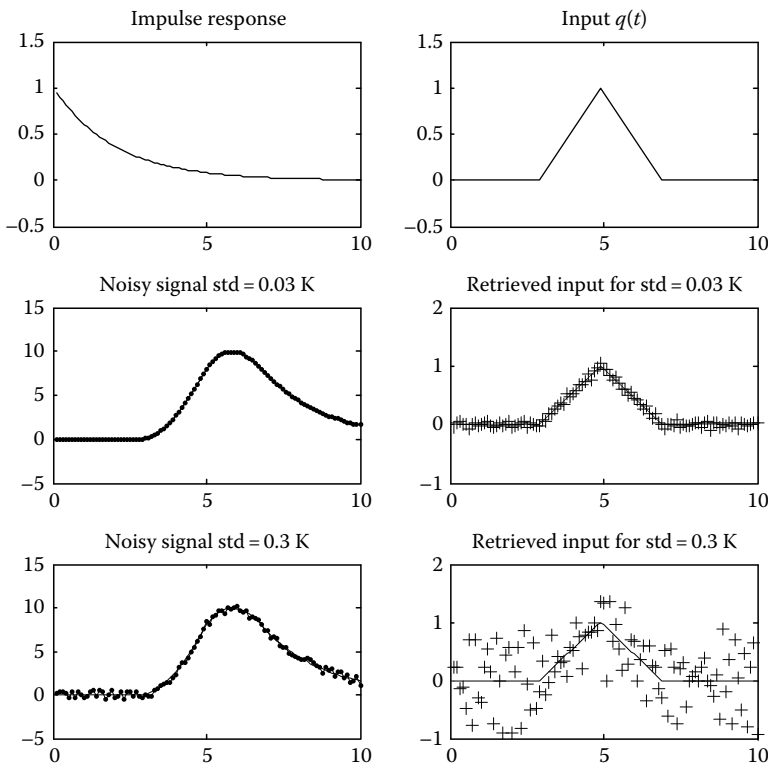 Impulse response
1.5
1
0.5
0
−0.5
0 5 10
Input q(t)
1.5
1
0.5
0
−0.5
0 5 10
Noisy signal std = 0.03 K
15
10
5
0
−5
0 5 10
Retrieved input for std = 0.03 K
2
1
0
−1
0 5 10
Noisy signal std = 0.3 K
15
10
5
0
−5
0 5 10
Retrieved input for std = 0.3 K
2
1
0
−1
0 5 10